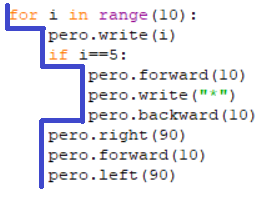 for i in range(10):
    pero.write(i)
    if i==5:
        pero.forward(10)
        pero.write("*")
        pero.backward(10)
    pero.right(90)
    pero.forward(10)
    pero.left(90)